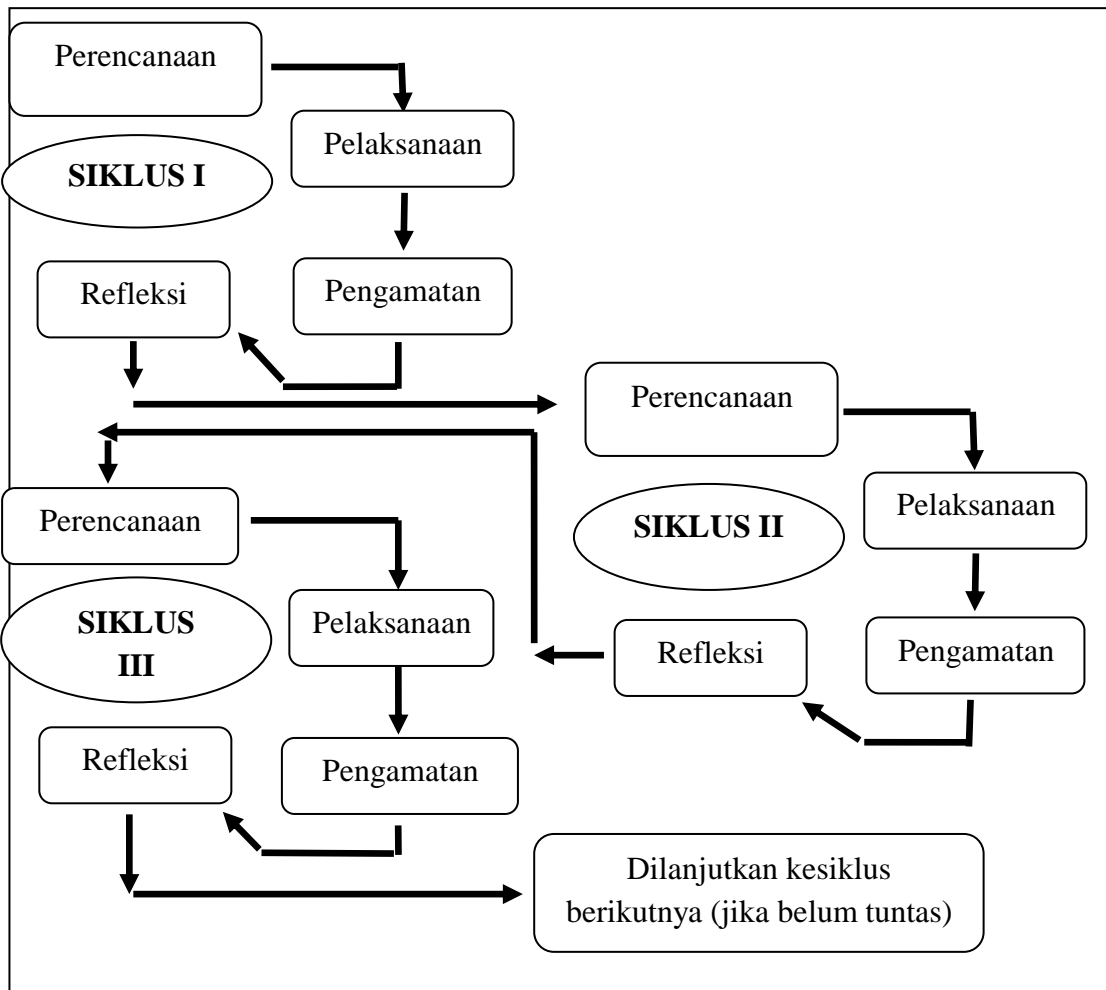 Perencanaan
Pelaksanaan
SIKLUS I
Refleksi
Pengamatan
Perencanaan
Pelaksanaan
SIKLUS II
Refleksi
Pengamatan
Perencanaan
Pelaksanaan
SIKLUS
III
Refleksi
Pengamatan
Dilanjutkan kesiklus
berikutnya (jika belum tuntas)